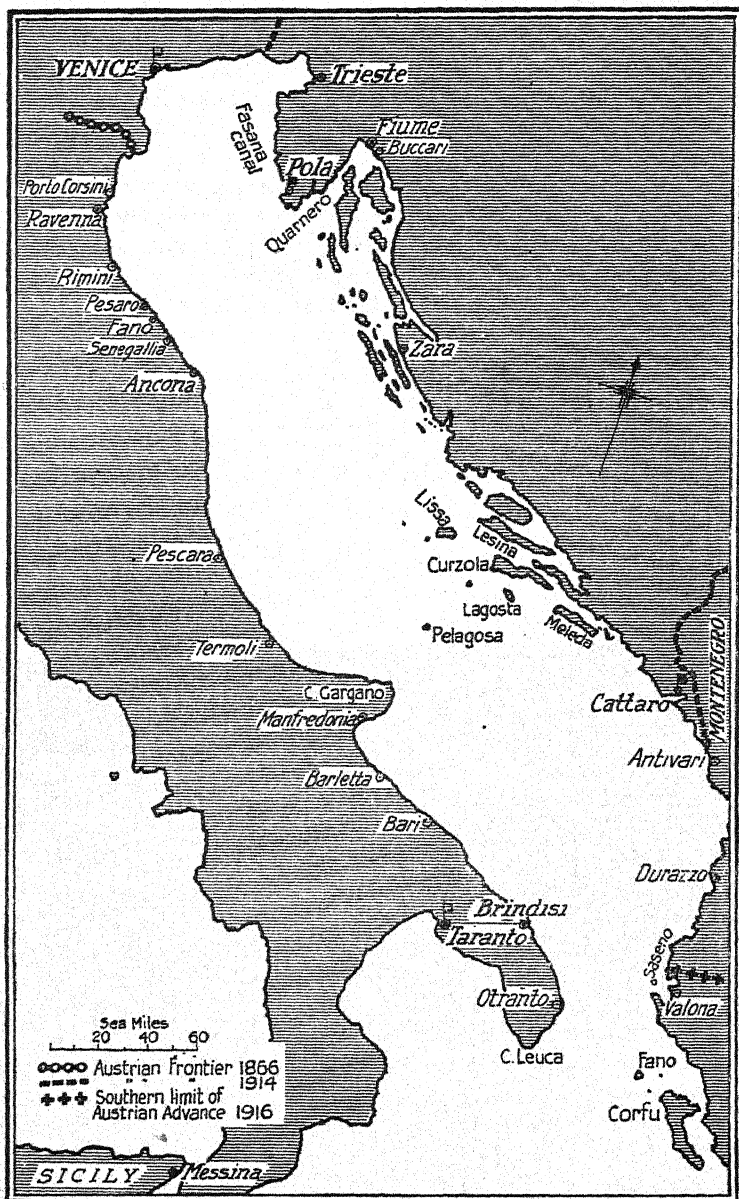 VENICE
Trieste
Fasana
canal
Fiume
Buccari
Pola
Porto Corsini
Ravenna
Quarnero
Rimini
Pesaro
Fano
Senegallia
Zara
Ancona
Lissa
Lesina
Pescara
Curzola
Lagosta
Meleda
Pelagosa
Termoli
MONTENEGRO
C. Gargano
Cattaro
Manfredonia
Antivari
Barletta
Bari
Durazzo
Brindisi
Taranto
Saseno
Otranto
Valona
Sea Miles
20 40 60
C. Leuca
Fano
Austrian Frontier 1866
" " 1914
Southern limit of
Austrian Advance 1916
Corfu
SICILY
Messina